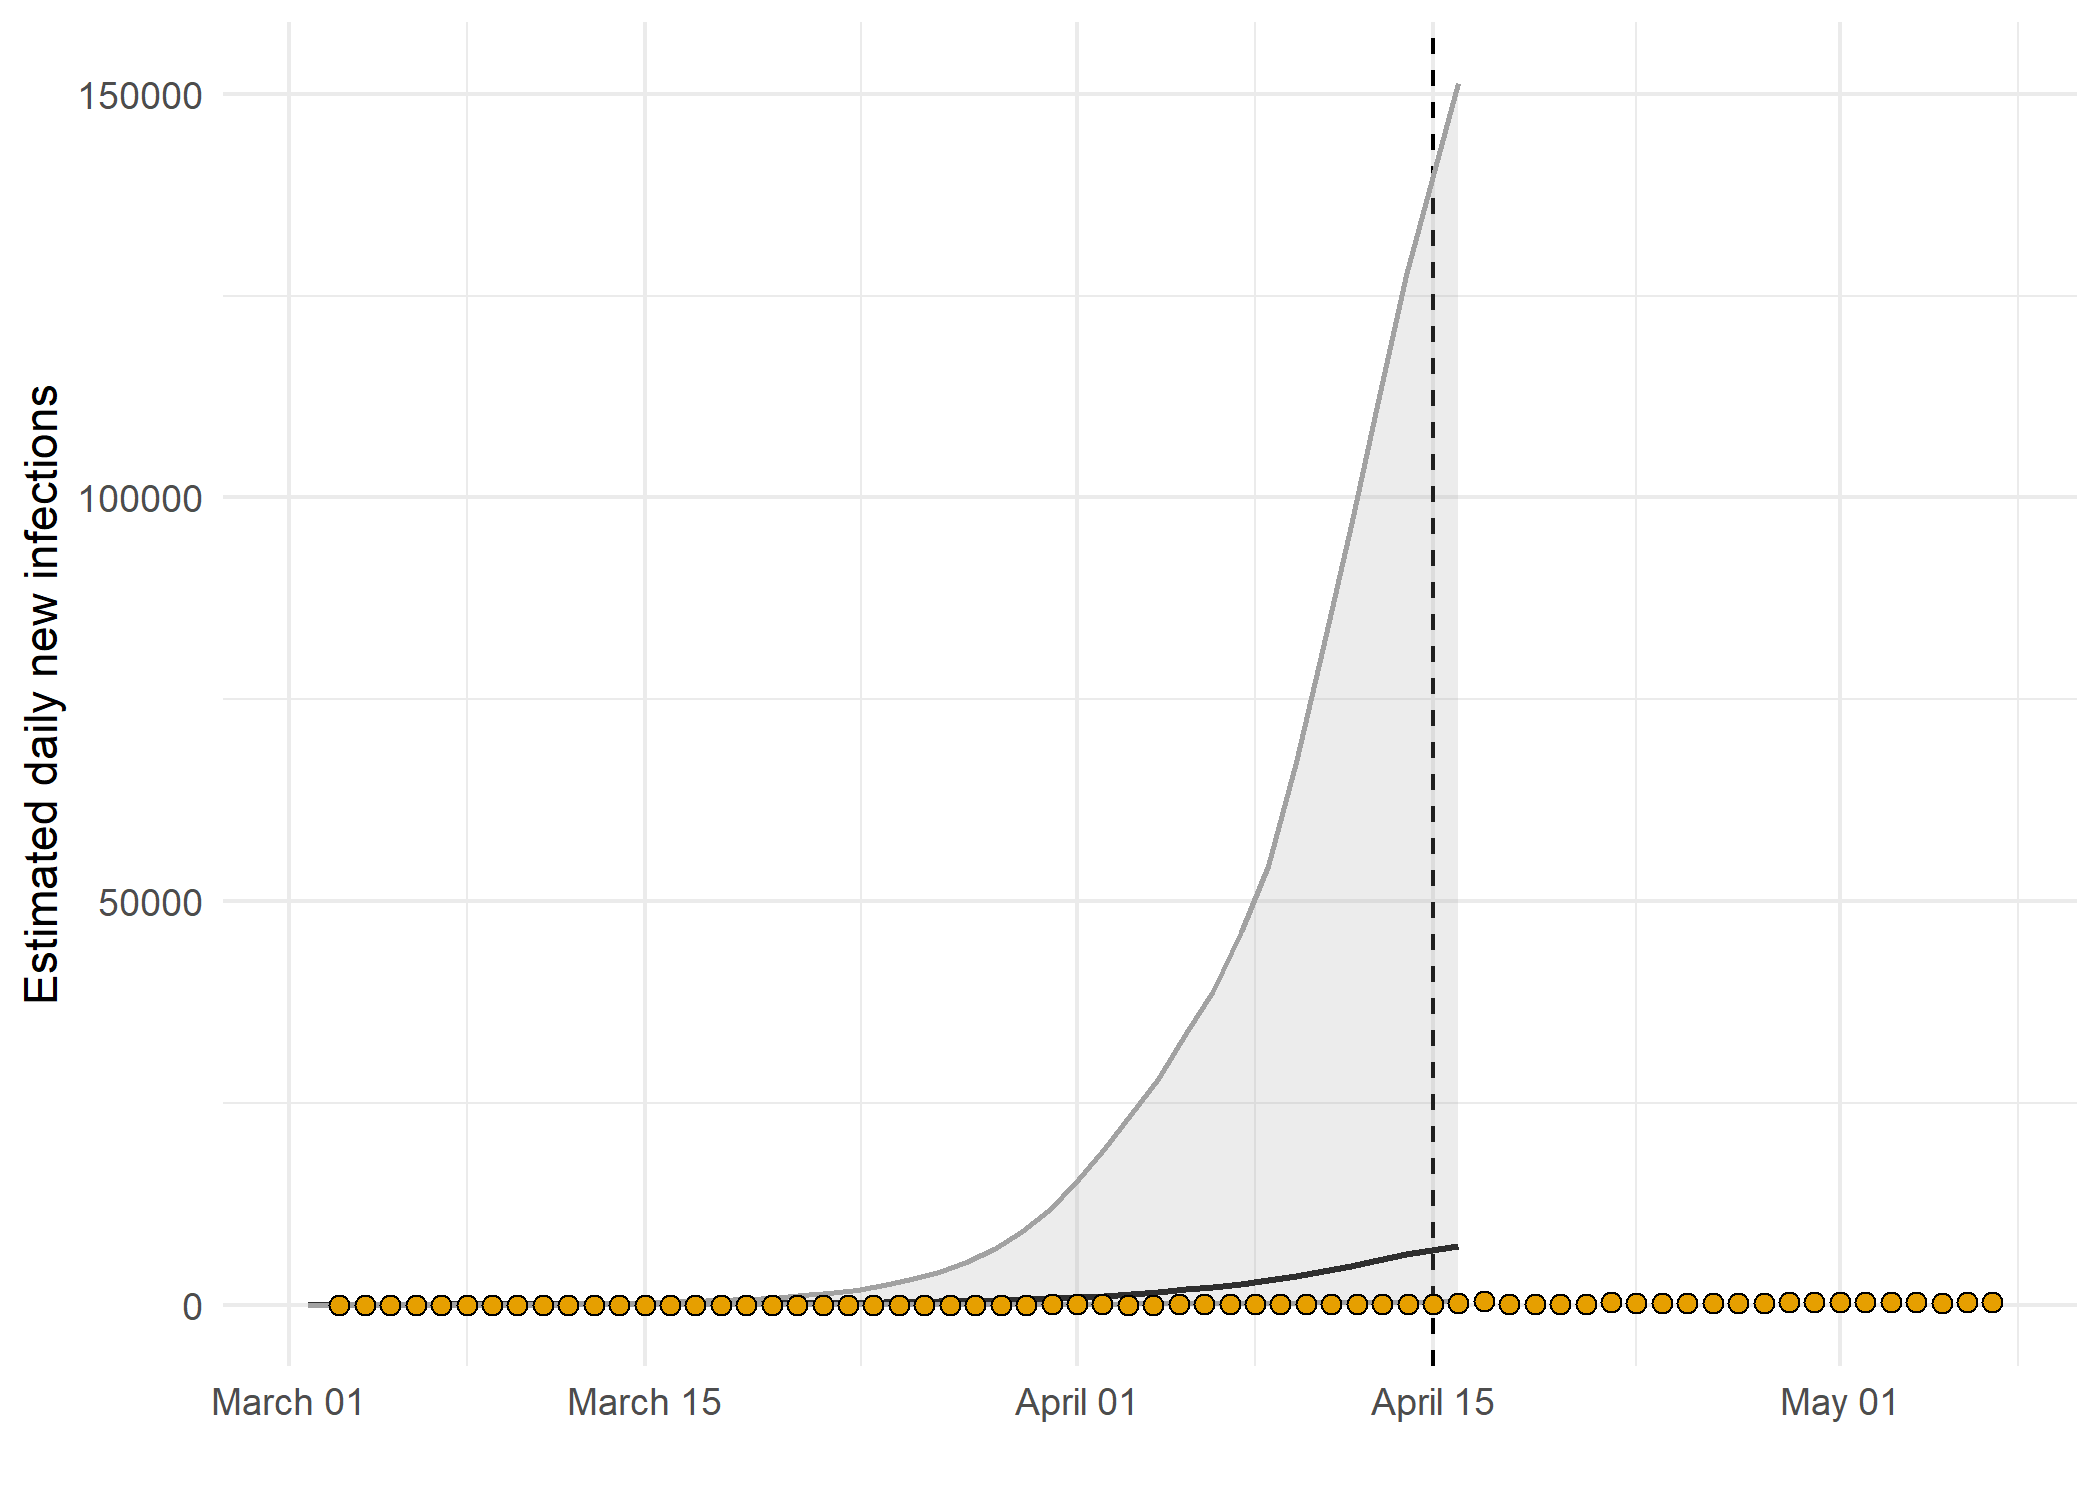 Estimated daily new infections
150000
100000
50000
0
March 01
March 15
April 01
April 15
May 01